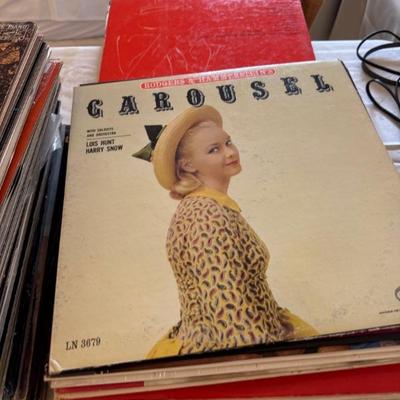 RODGERS & HAMMERSTEIN'S
CAROUSEL
WITH SOLOISTS
AND ORCHESTRA
LOIS HUNT
HARRY SNOW
LN 3679